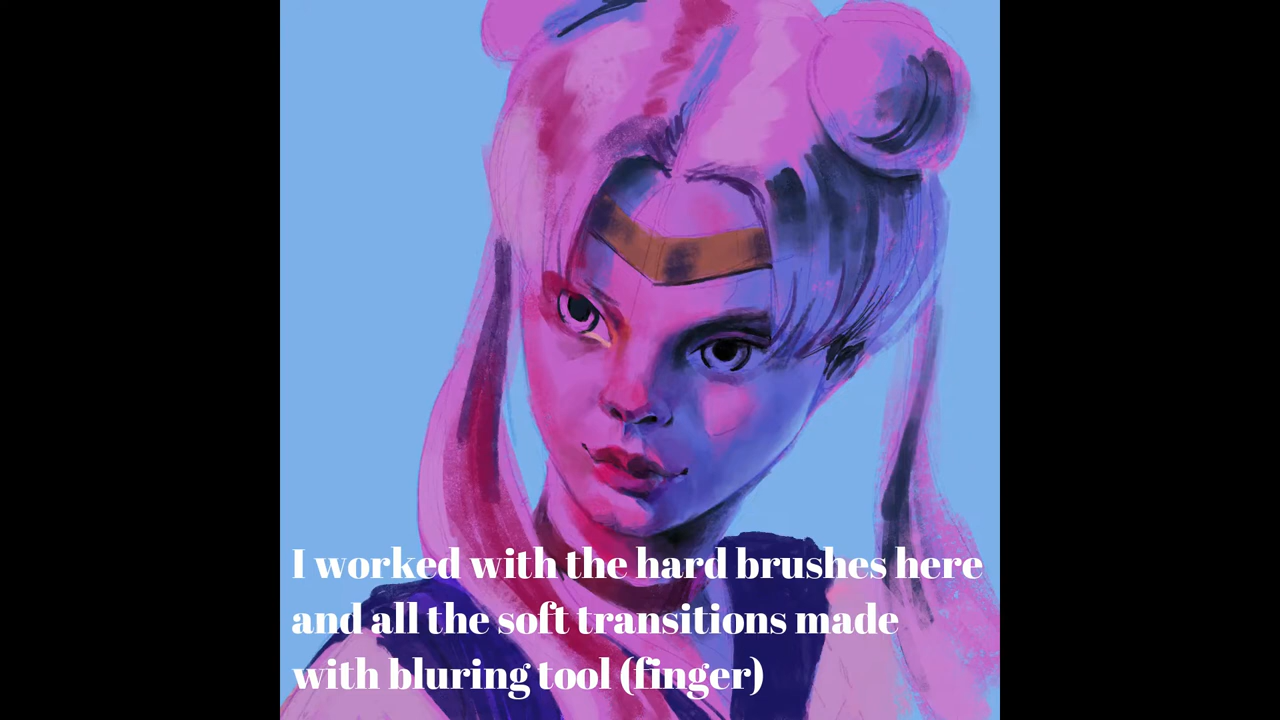 I worked with the hard brushes here
and all the soft transitions made
with bluring tool (finger)